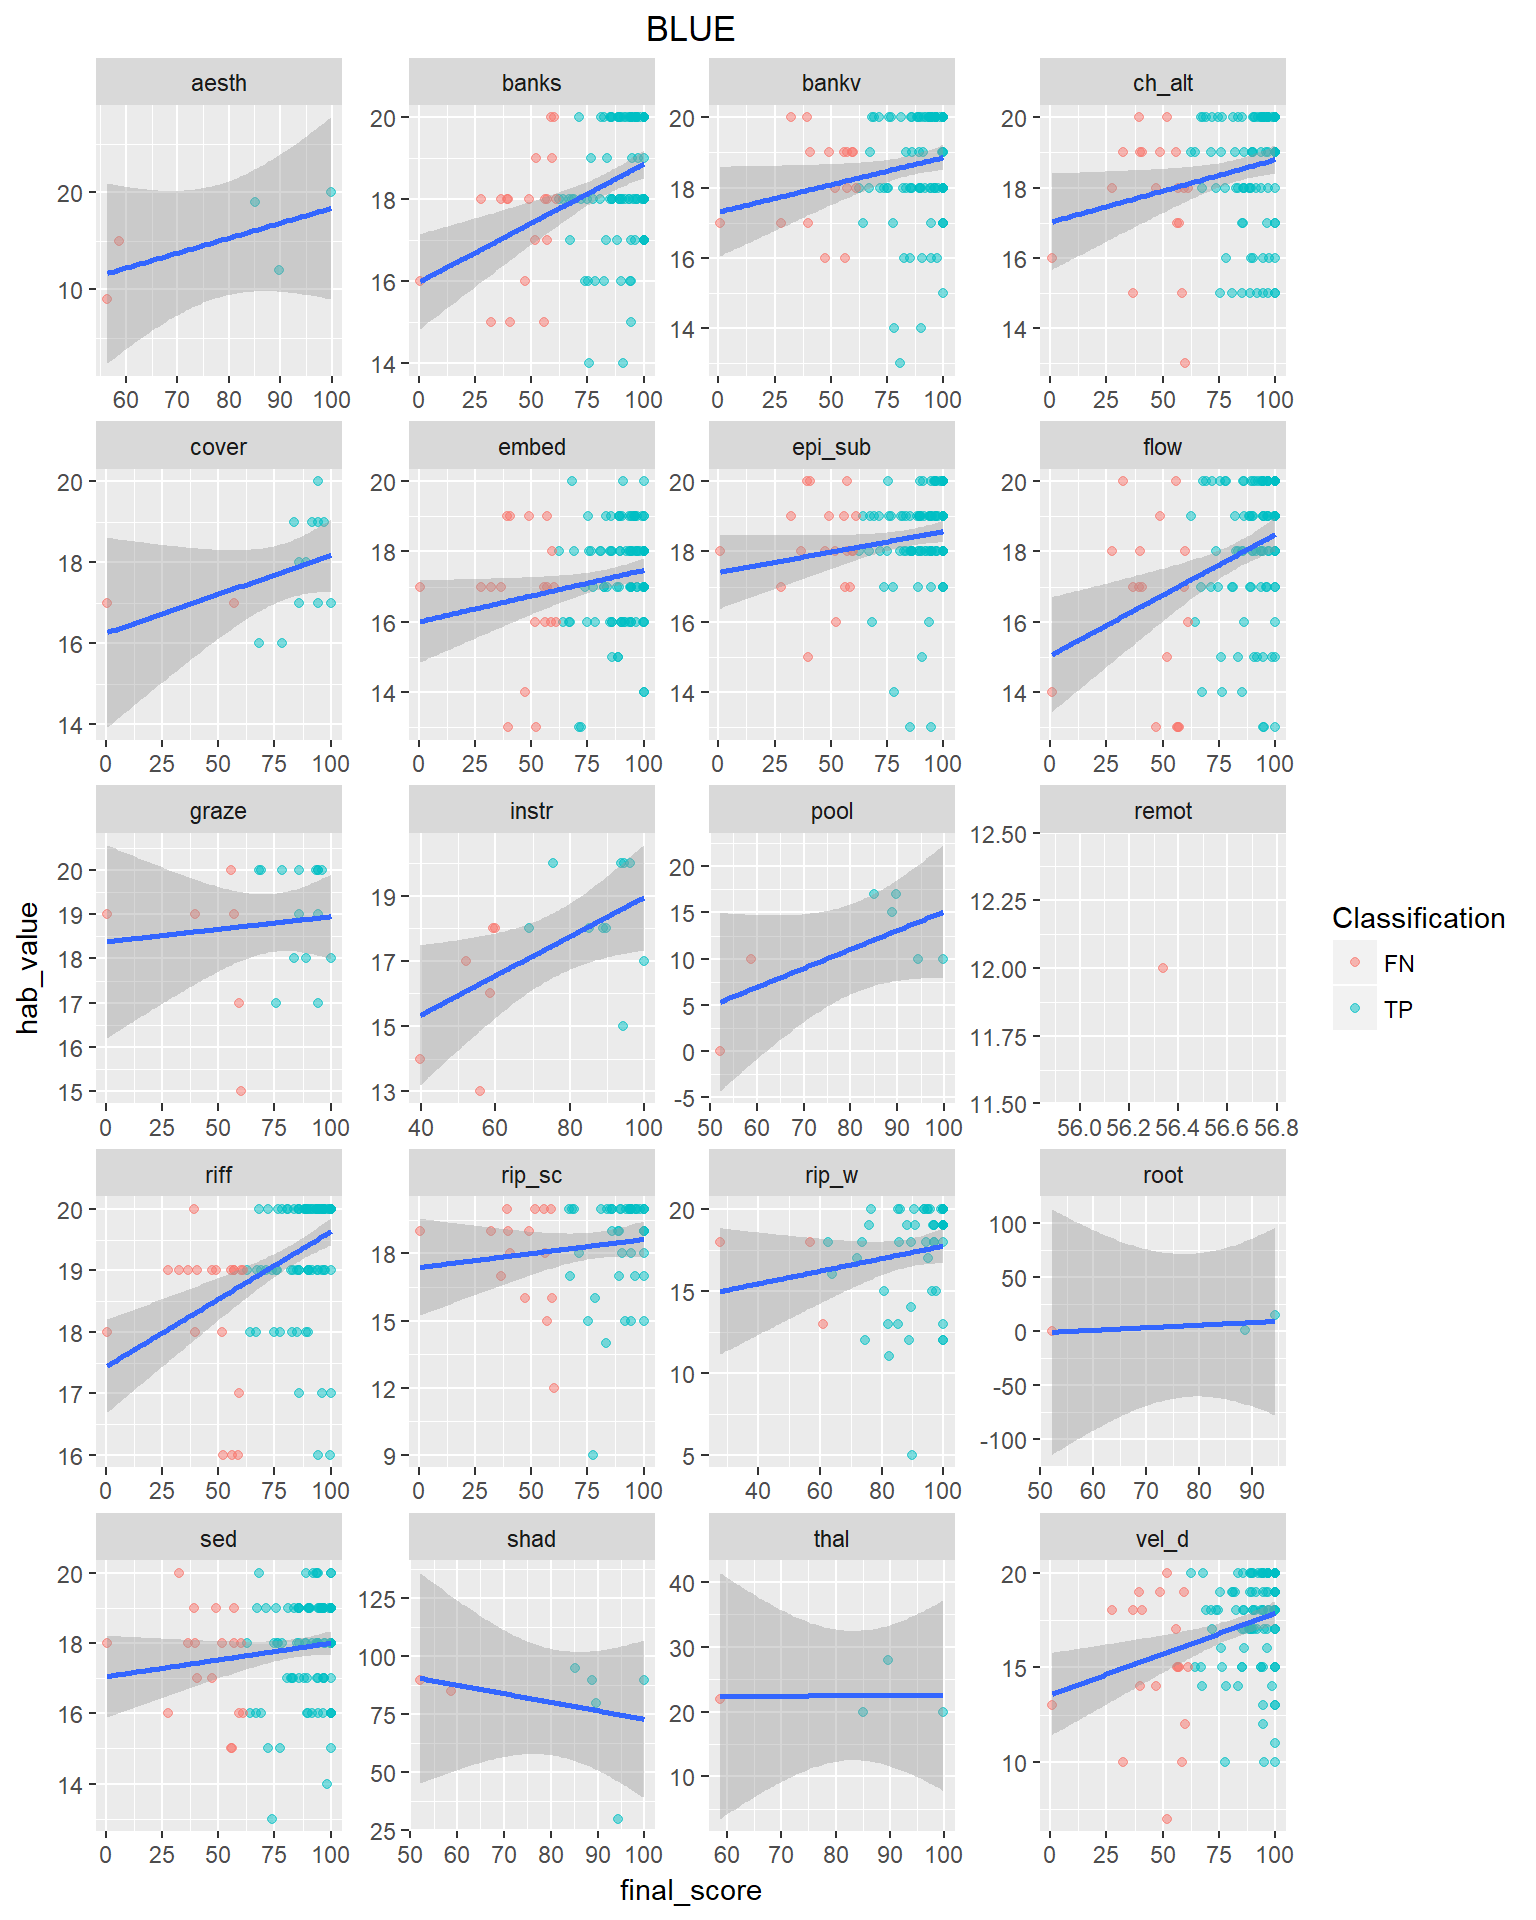 BLUE
aesth banks bankv ch_alt
20 10
20 18 16 14
20 18 16 14
20 18 16 14
60 70 80 90 100 0 25 50 75 100 0 25 50 75 100 0 25 50 75 100
cover embed epi_sub flow
20 18 16 14
20 18 16 14
20 18 16 14
20 18 16 14
0 25 50 75 100 0 25 50 75 100 0 25 50 75 100 0 25 50 75 100
graze instr pool remot
20 19 18 17 16 15
19 17 15 13
20 15 10 5 0 -5
12.50 12.25 12.00 11.75 11.50
0 25 50 75 100 40 60 80 100 50 60 70 80 90 100 56.0 56.2 56.4 56.6 56.8
riff rip_sc rip_w root
20 19 18 17 16
18 15 12 9
20 15 10 5
100 50 0 -50 -100
0 25 50 75 100 0 25 50 75 100 40 60 80 100 50 60 70 80 90
sed shad thal vel_d
20 18 16 14
125 100 75 50 25
40 30 20 10
20 15 10
0 25 50 75 100 50 60 70 80 90 100 60 70 80 90 100 0 25 50 75 100
hab_value
final_score
Classification
FN
TP